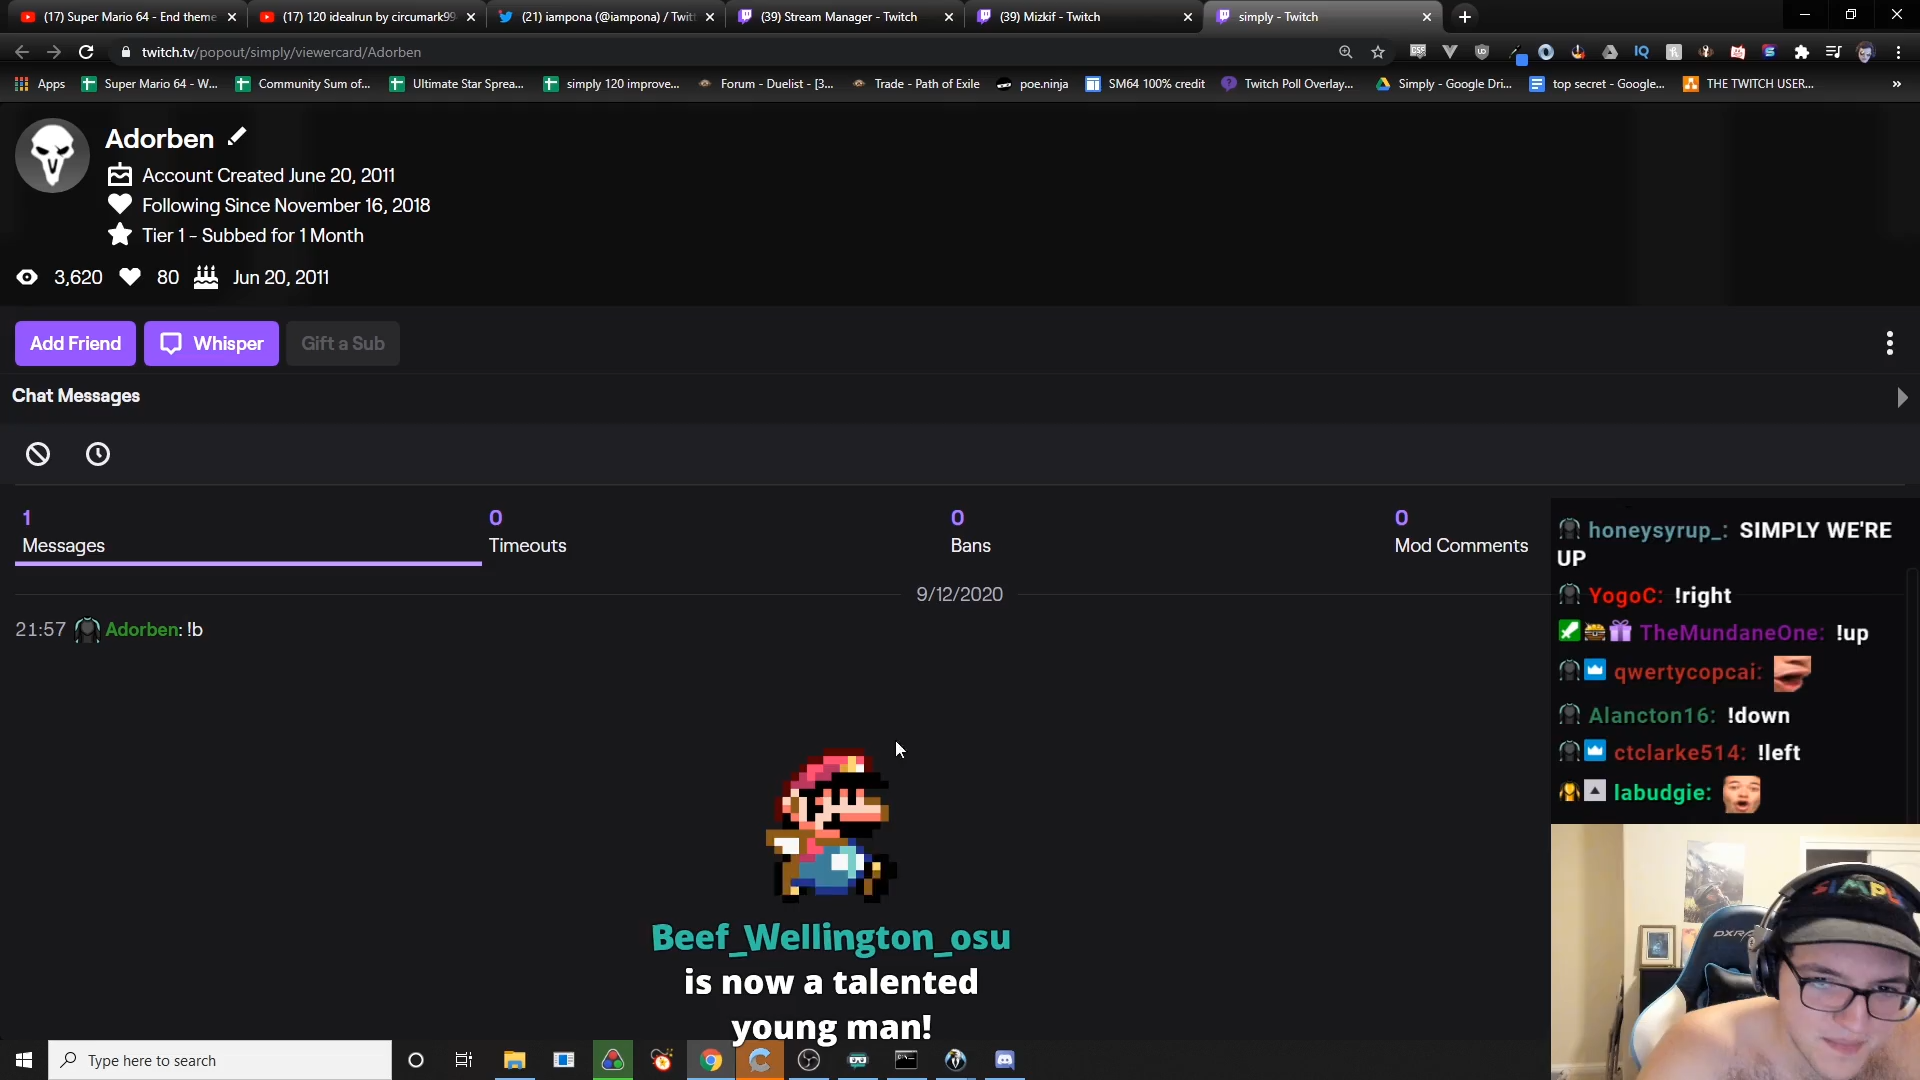 (17) Super Mario 64 - End theme
(17) 120 idealrun by circumark99
(21) iampona (@iampona) / Twitt
(39) Stream Manager - Twitch
(39) Mizkif - Twitch
simply - Twitch
twitch.tv/popout/simply/viewercard/Adorben
Apps
Super Mario 64 - W...
Community Sum of...
Ultimate Star Sprea...
simply 120 improve...
Forum - Duelist - [3...
Trade - Path of Exile
poe.ninja
SM64 100% credit
Twitch Poll Overlay...
Simply - Google Dri...
top secret - Google...
THE TWITCH USER...
Adorben
Account Created June 20, 2011
Following Since November 16, 2018
Tier 1 - Subbed for 1 Month
3,620 80 Jun 20, 2011
Add Friend
Whisper
Gift a Sub
Chat Messages
1
Messages
0
Timeouts
0
Bans
0
Mod Comments
9/12/2020
21:57 Adorben: !b
honeysyrup_: SIMPLY WE'RE
UP
YogoC: !right
TheMundaneOne: !up
qwertycopcai:
Alancton16: !down
ctclarke514: !left
labudgie:
Beef_Wellington_osu
is now a talented
young man!
DXR
SIMPL
Type here to search